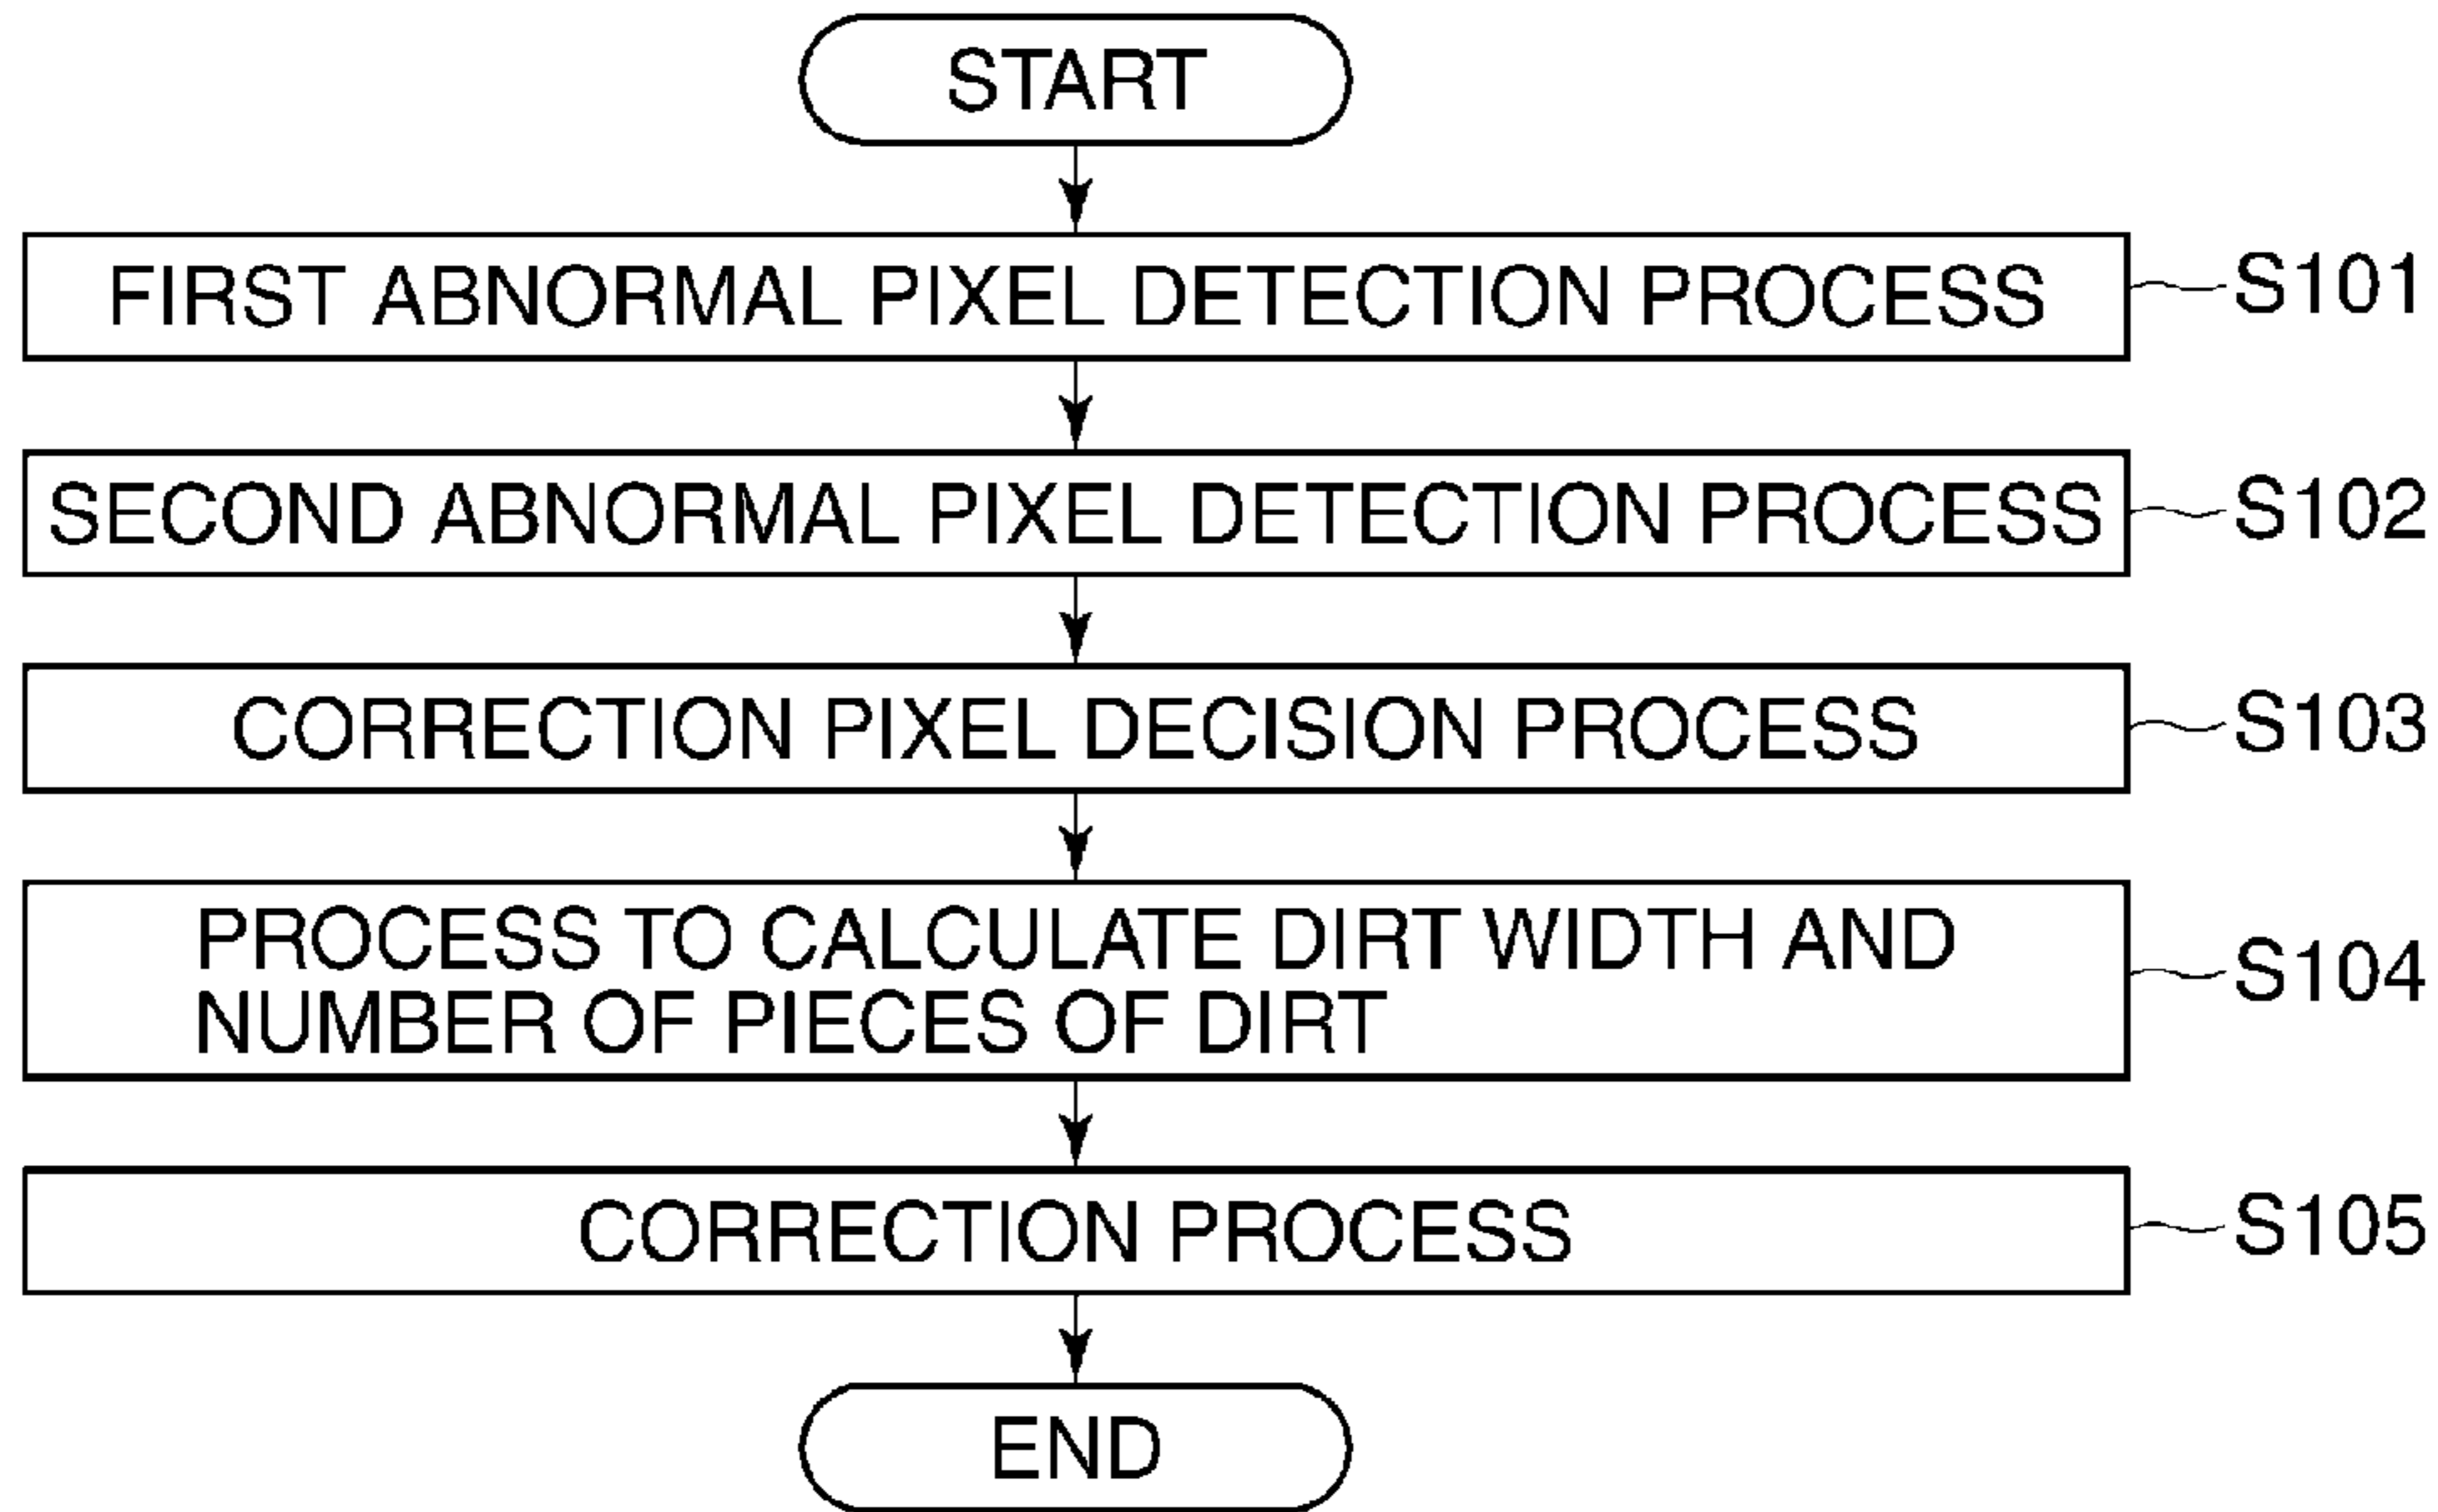 START
FIRST ABNORMAL PIXEL DETECTION PROCESS S101
SECOND ABNORMAL PIXEL DETECTION PROCESS S102
CORRECTION PIXEL DECISION PROCESS S103
PROCESS TO CALCULATE DIRT WIDTH AND
NUMBER OF PIECES OF DIRT
S104
CORRECTION PROCESS S105
END